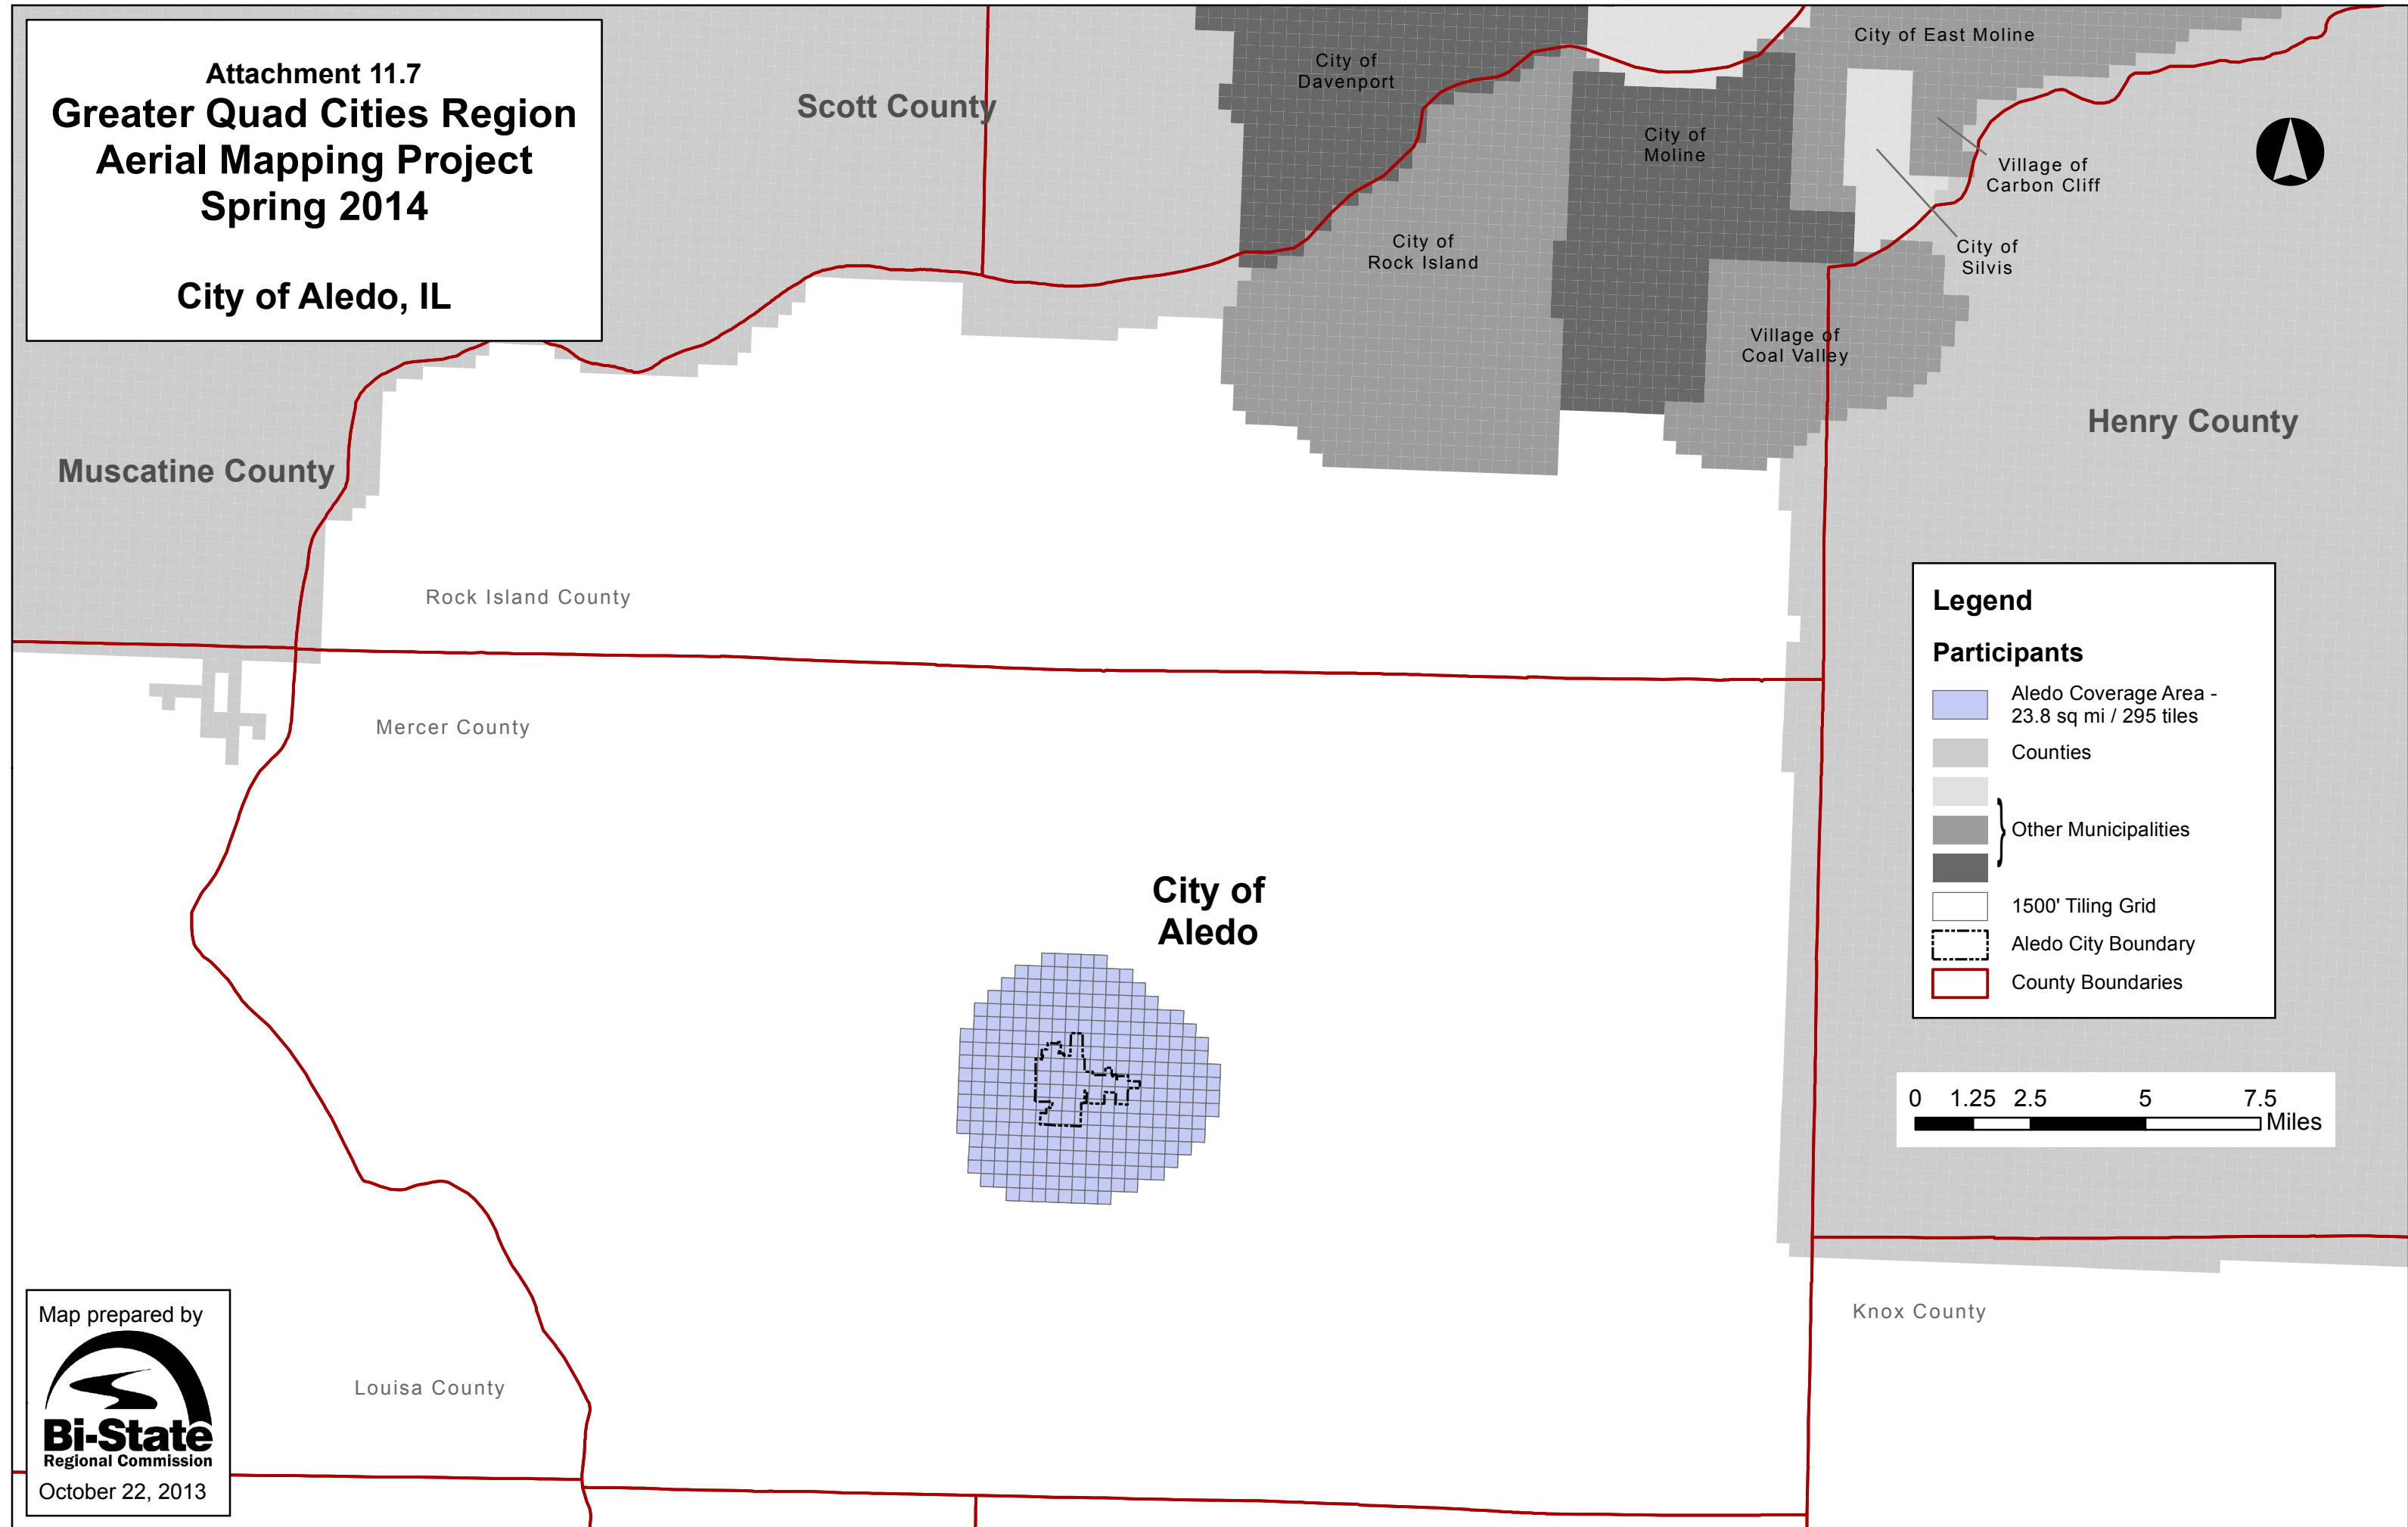 Attachment 11.7
Greater Quad Cities Region
Aerial Mapping Project
Spring 2014
City of Aledo, IL
Scott County
City of
Davenport
City of East Moline
City of
Moline
Village of
Carbon Cliff
City of
Rock Island
City of
Silvis
Village of
Coal Valley
Henry County
Muscatine County
Rock Island County
Mercer County
City of
Aledo
Legend
Participants
Aledo Coverage Area -
23.8 sq mi / 295 tiles
Counties
Other Municipalities
1500' Tiling Grid
Aledo City Boundary
County Boundaries
0 1.25 2.5 5 7.5
Miles
Knox County
Louisa County
Map prepared by
Bi-State
Regional Commission
October 22, 2013